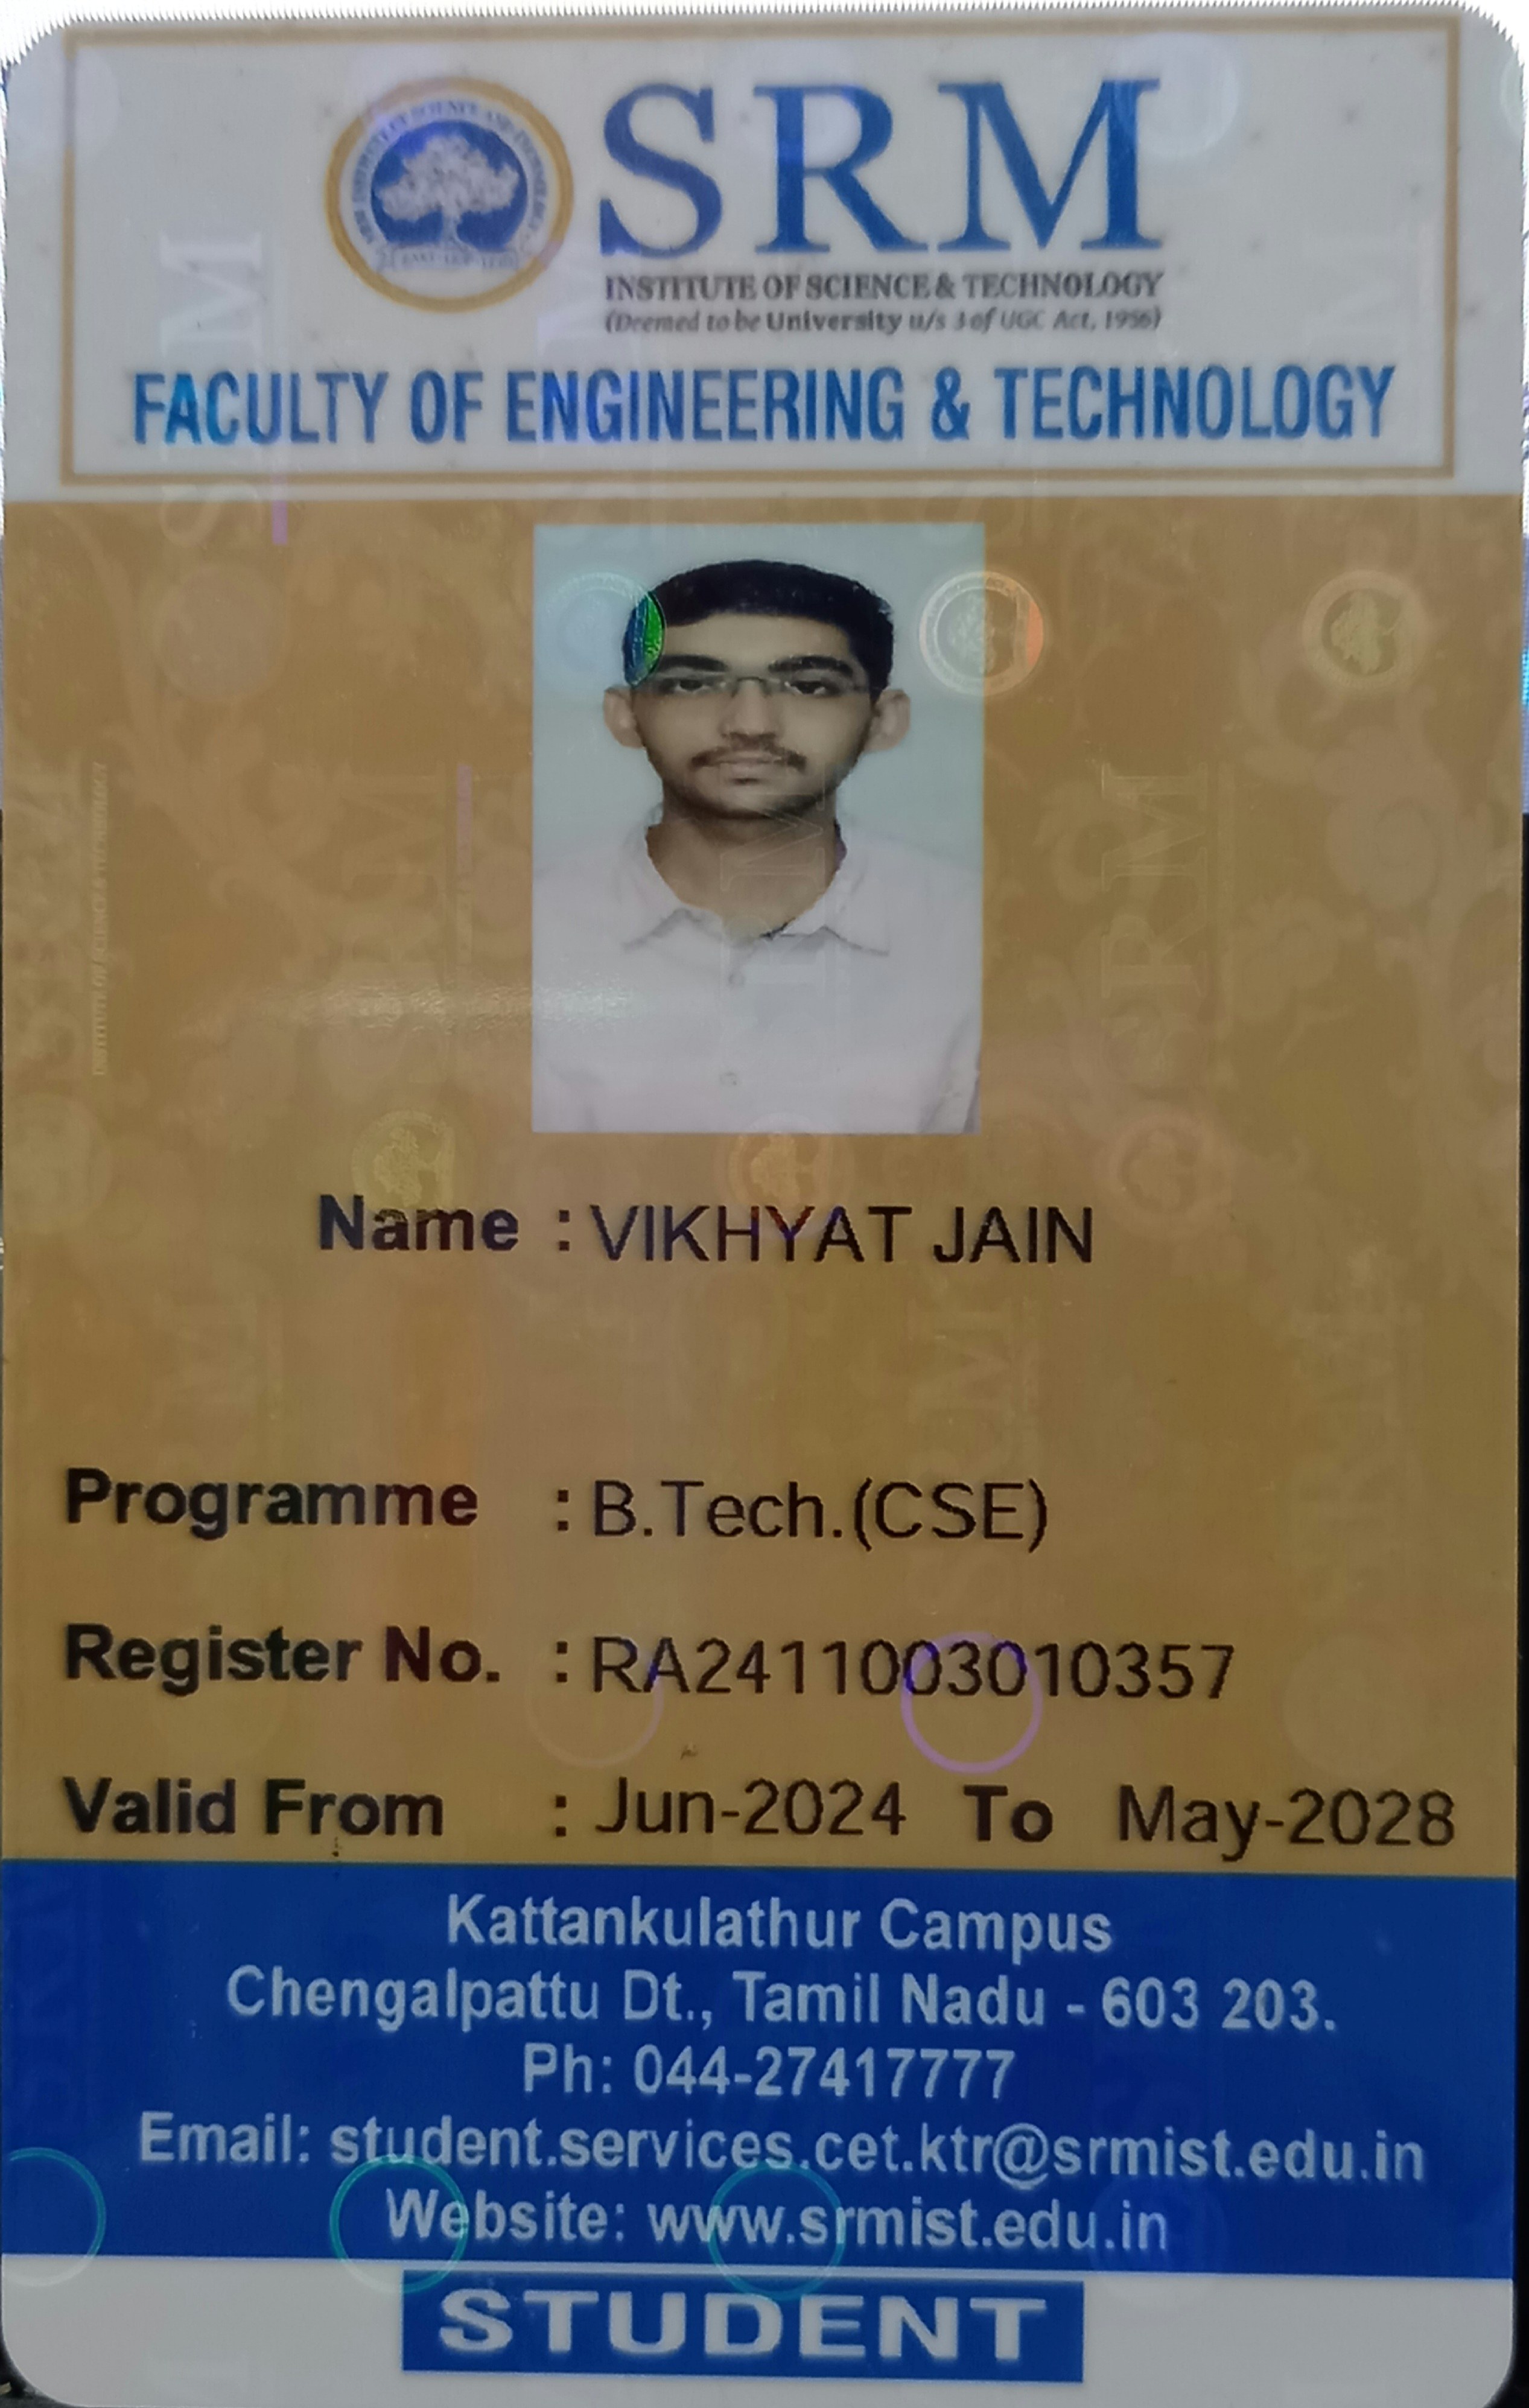 SRM
INSTITUTE OF SCIENCE & TECHNOLOGY
(Deemed to be University u/s 3 of UGC Act, 1956)
FACULTY OF ENGINEERING & TECHNOLOGY
Name : VIKHYAT JAIN
Programme : B.Tech.(CSE)
Register No. : RA2411003010357
Valid From : Jun-2024 To May-2028
Kattankulathur Campus
Chengalpattu Dt., Tamil Nadu - 603 203.
Ph: 044-27417777
Email: student.services.cet.ktr@srmist.edu.in
Website: www.srmist.edu.in
STUDENT